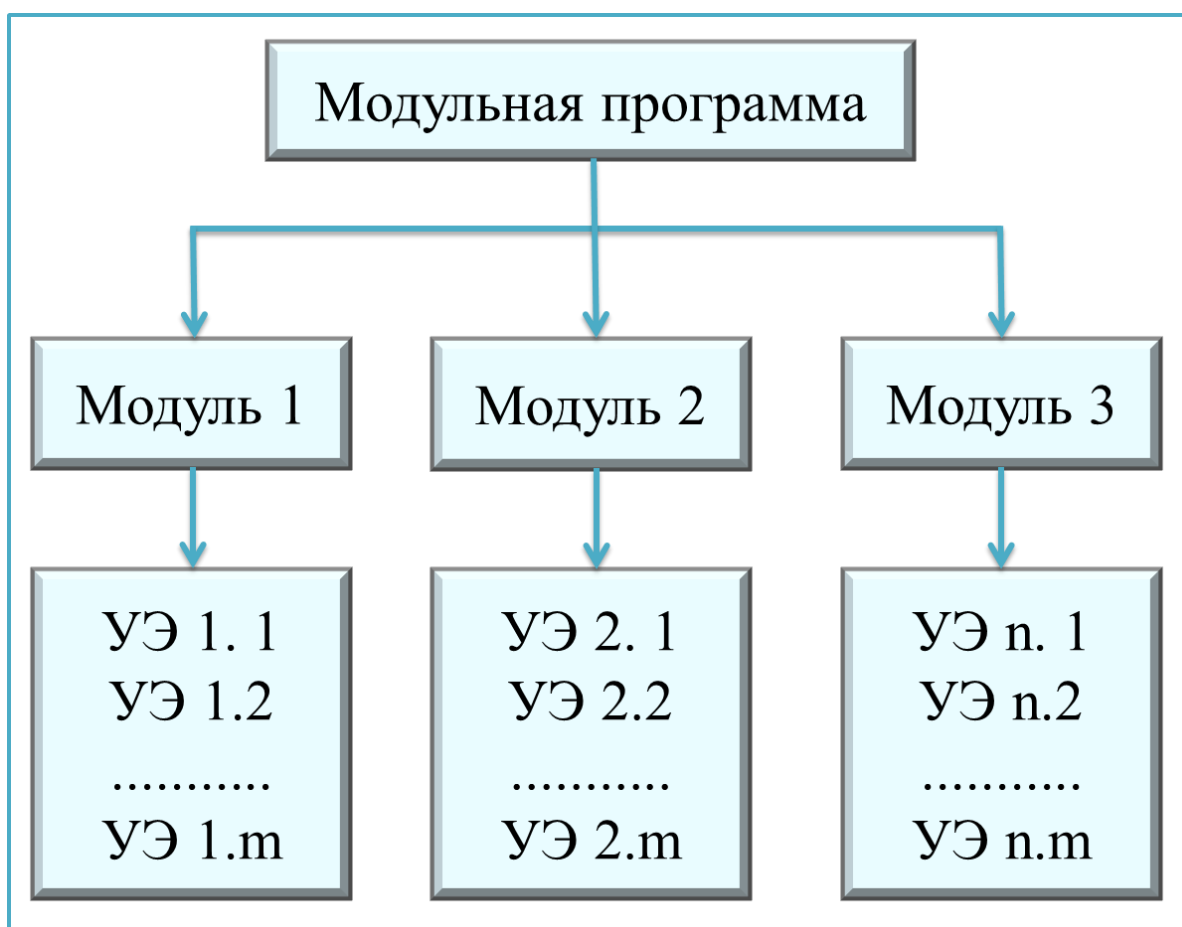 Модульная программа
Модуль 1
Модуль 2
Модуль 3
УЭ 1. 1
УЭ 1.2
...........
УЭ 1.m
УЭ 2. 1
УЭ 2.2
...........
УЭ 2.m
УЭ n. 1
УЭ n.2
...........
УЭ n.m